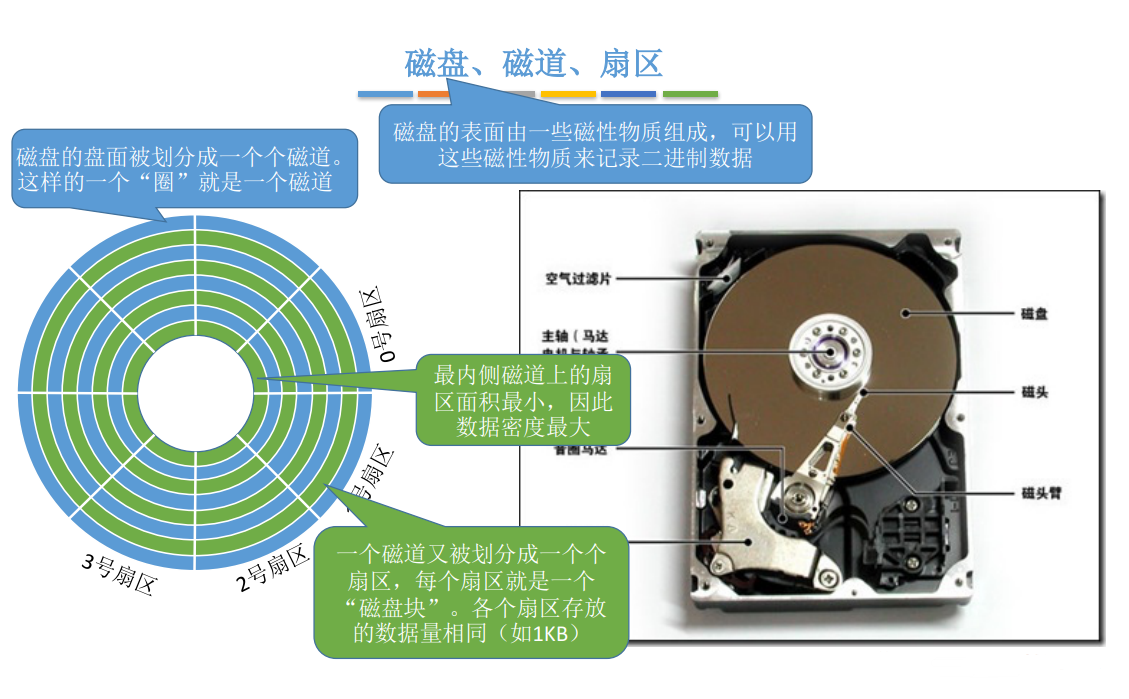 磁盘、磁道、扇区
磁盘的表面由一些磁性物质组成，可以用
这些磁性物质来记录二进制数据
磁盘的盘面被划分成一个个磁道。
这样的一个“圈”就是一个磁道
0号扇区
号扇区
2号扇区
3号扇区
最内侧磁道上的扇
区面积最小，因此
数据密度最大
一个磁道又被划分成一个个
扇区，每个扇区就是一个
“磁盘块”。各个扇区存放
的数据量相同（如1KB）
空气过滤片
主轴（马达
音圈马达
磁盘
磁头
磁头臂